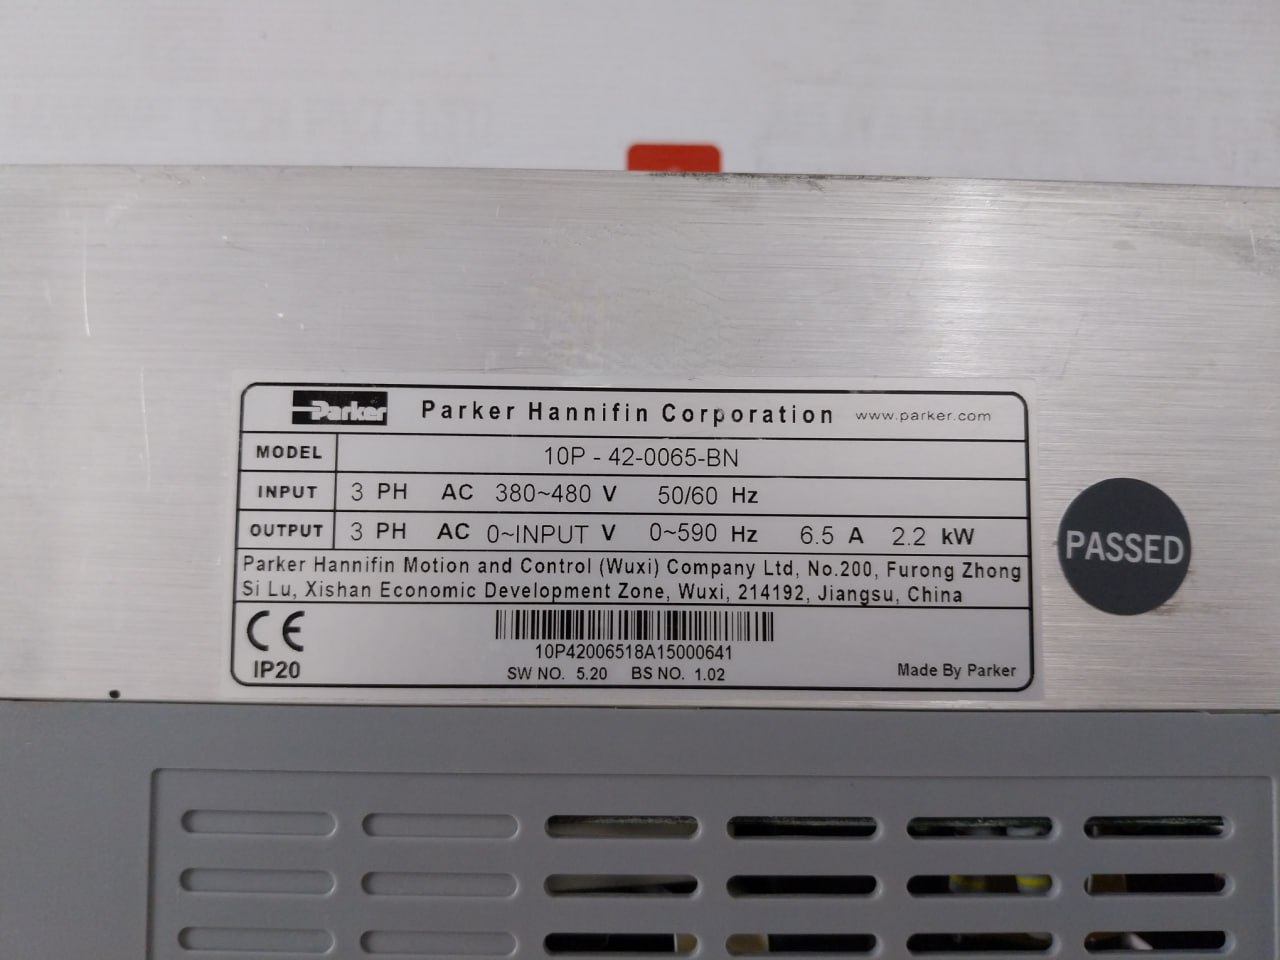 Parker Parker Hannifin Corporation www.parker.com
MODEL 10P - 42-0065-BN
INPUT 3 PH AC 380~480 V 50/60 Hz
OUTPUT 3 PH AC 0~INPUT V 0~590 Hz 6.5 A 2.2 kW
Parker Hannifin Motion and Control (Wuxi) Company Ltd, No.200, Furong Zhong
Si Lu, Xishan Economic Development Zone, Wuxi, 214192, Jiangsu, China
CE
IP20
10P42006518A15000641
SW NO. 5.20 BS NO. 1.02
Made By Parker
PASSED